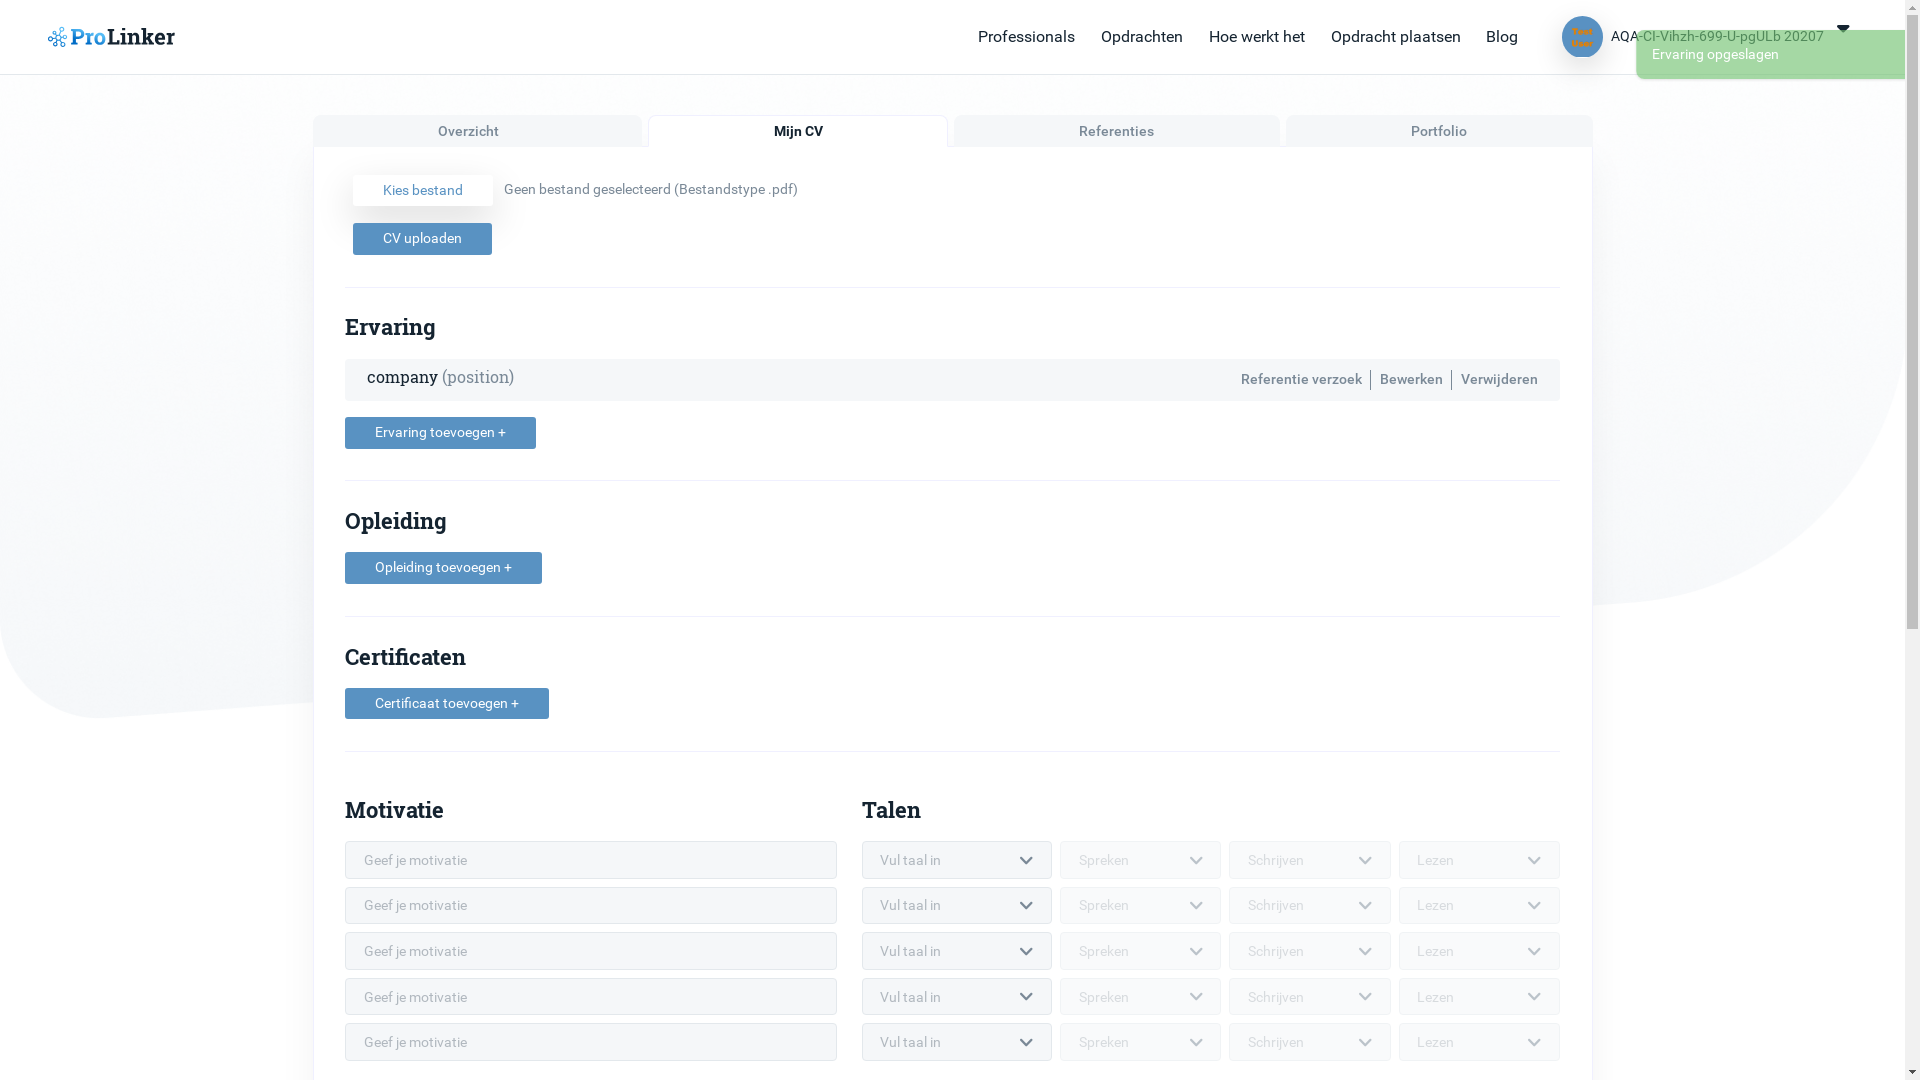 ProLinker
Professionals Opdrachten Hoe werkt het Opdracht plaatsen Blog
Test User
AQA-CI-Vihzh-699-U-pgULb 20207
Ervaring opgeslagen
Overzicht Mijn CV Referenties Portfolio
Kies bestand Geen bestand geselecteerd (Bestandstype .pdf)
CV uploaden
Ervaring
company (position) Referentie verzoek Bewerken Verwijderen
Ervaring toevoegen +
Opleiding
Opleiding toevoegen +
Certificaten
Certificaat toevoegen +
Motivatie Talen
Geef je motivatie Vul taal in Spreken Schrijven Lezen
Geef je motivatie Vul taal in Spreken Schrijven Lezen
Geef je motivatie Vul taal in Spreken Schrijven Lezen
Geef je motivatie Vul taal in Spreken Schrijven Lezen
Geef je motivatie Vul taal in Spreken Schrijven Lezen